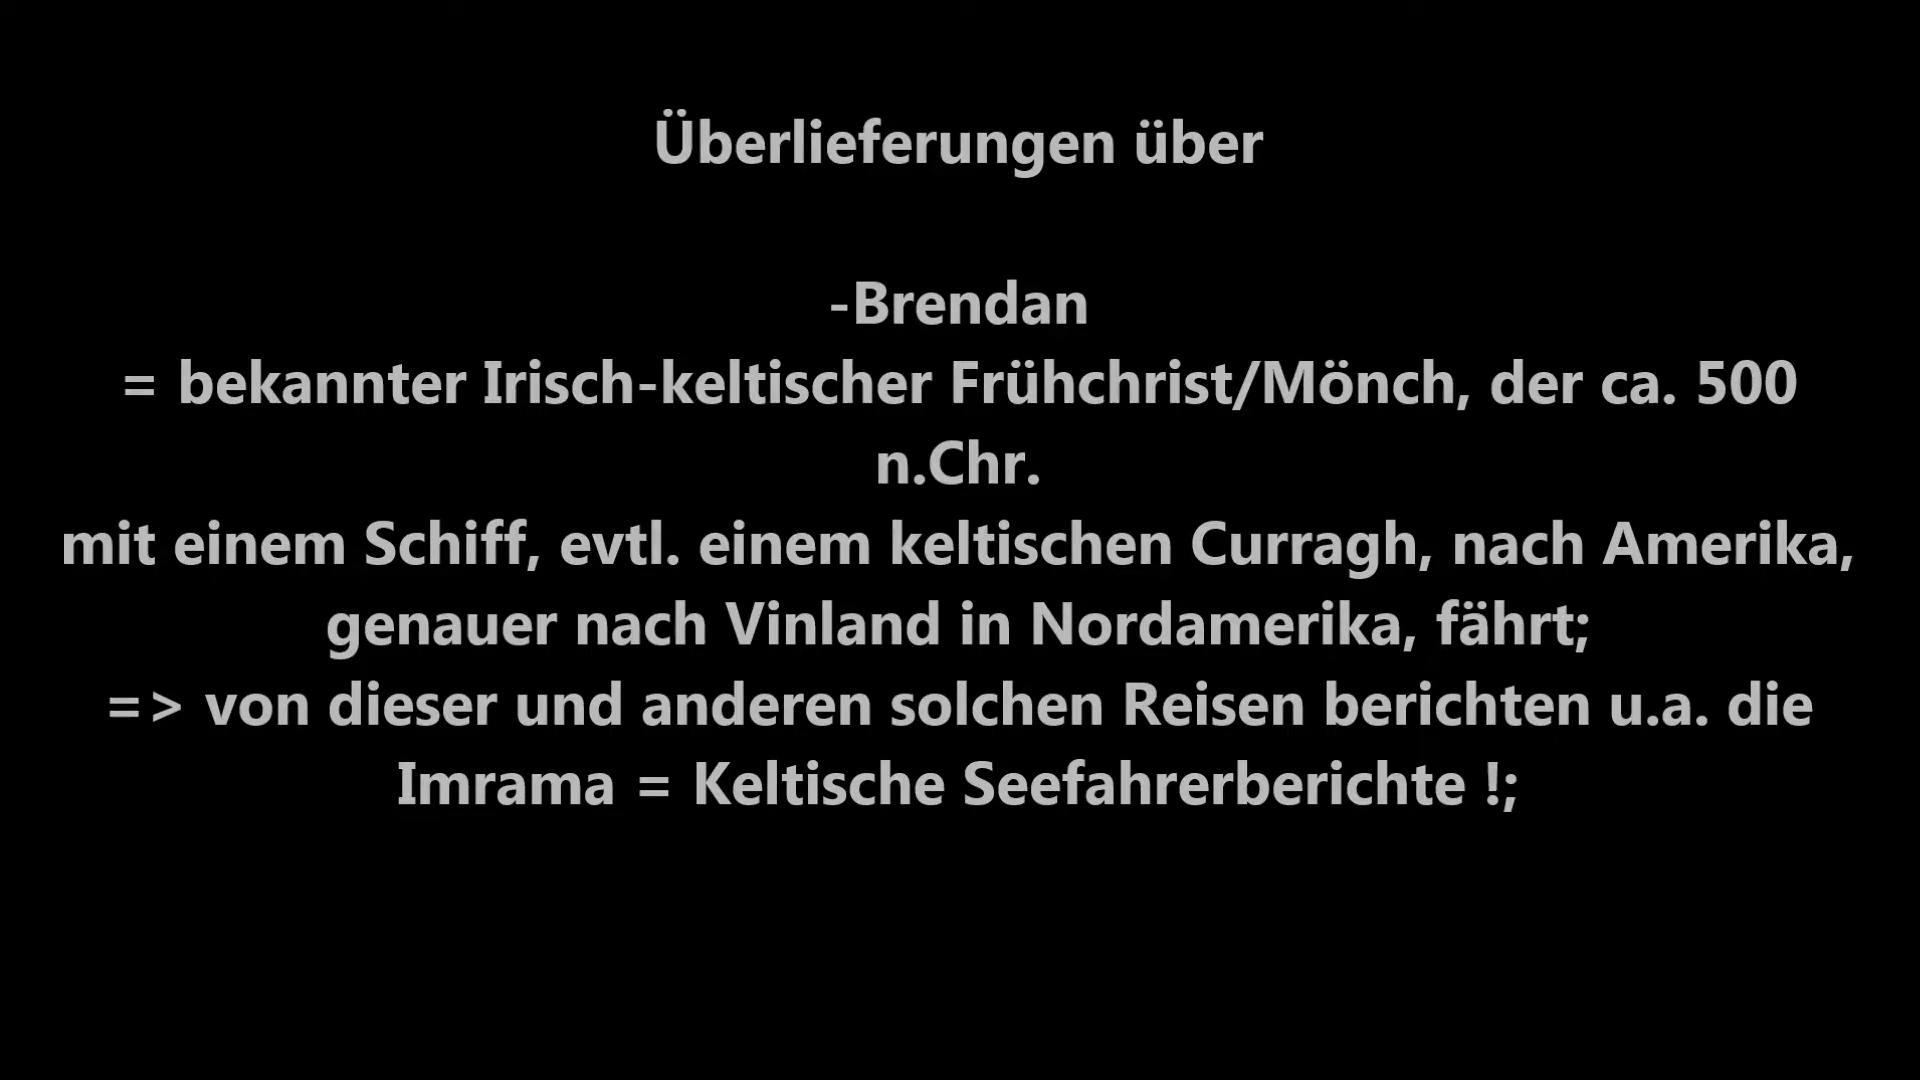 Überlieferungen über
-Brendan
= bekannter Irisch-keltischer Frühchrist/Mönch, der ca. 500
n.Chr.
mit einem Schiff, evtl. einem keltischen Curragh, nach Amerika,
genauer nach Vinland in Nordamerika, fährt;
=> von dieser und anderen solchen Reisen berichten u.a. die
Imrama = Keltische Seefahrerberichte !;